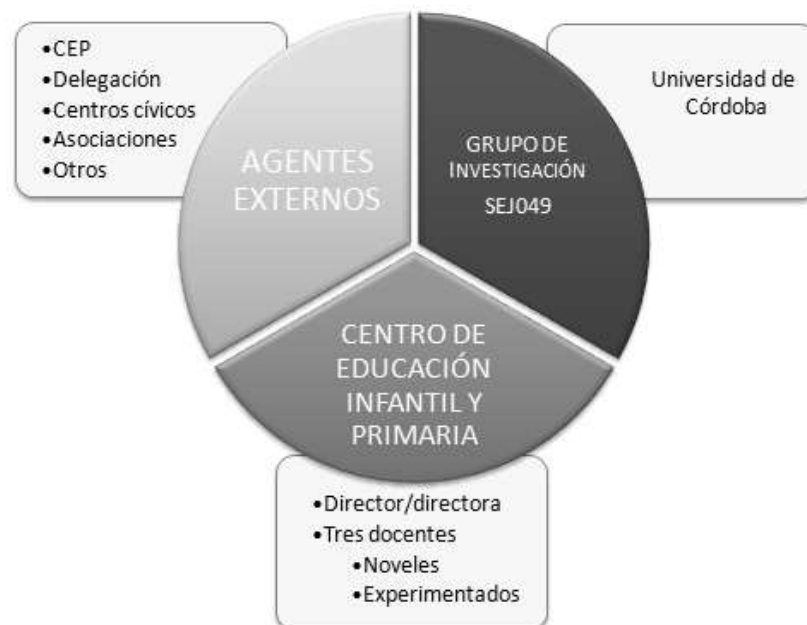 •CEP
•Delegación
•Centros cívicos
•Asociaciones
•Otros
AGENTES
EXTERNOS
GRUPO DE
INVESTIGACIÓN
SEJ049
Universidad de
Córdoba
CENTRO DE
EDUCACIÓN
INFANTIL Y
PRIMARIA
•Director/directora
•Tres docentes
•Noveles
•Experimentados